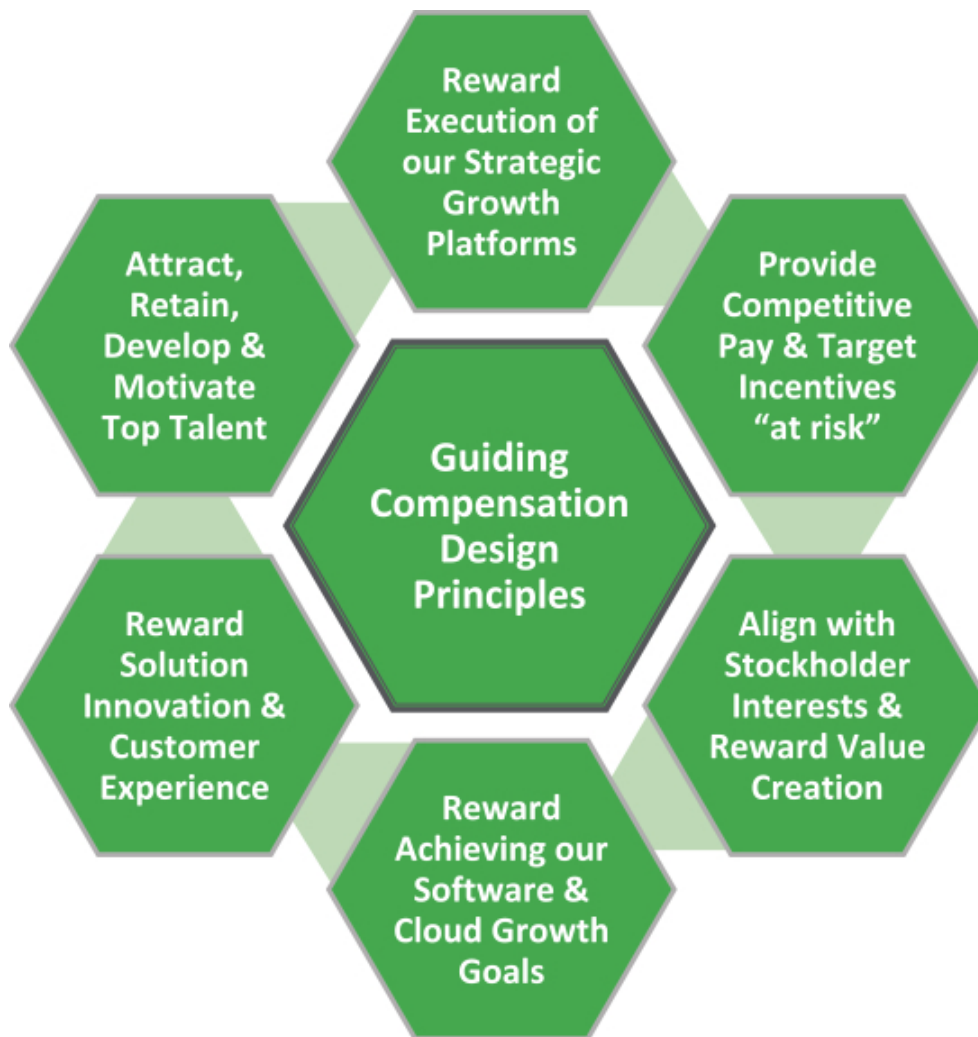 Reward
Execution of
our Strategic
Growth
Platforms
Attract,
Retain,
Develop &
Motivate
Top Talent
Provide
Competitive
Pay & Target
Incentives
“at risk”
Guiding
Compensation
Design
Principles
Reward
Solution
Innovation &
Customer
Experience
Align with
Stockholder
Interests &
Reward Value
Creation
Reward
Achieving our
Software &
Cloud Growth
Goals